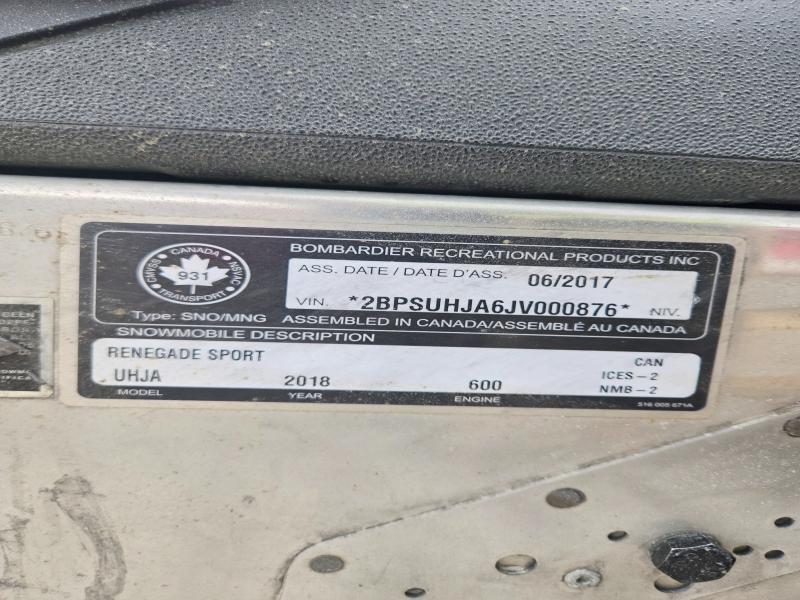 BOMBARDIER RECREATIONAL PRODUCTS INC
CANADA
CMVSS
931
NSVAC
TRANSPORT
ASS. DATE / DATE D'ASS. 06/2017
VIN. *2BPSUHJA6JV000876* NIV.
Type: SNO/MNG ASSEMBLED IN CANADA/ASSEMBLÉ AU CANADA
SNOWMOBILE DESCRIPTION
RENEGADE SPORT CAN
UHJA 2018 600 ICES-2
NMB-2
MODEL YEAR ENGINE
516 005 671A